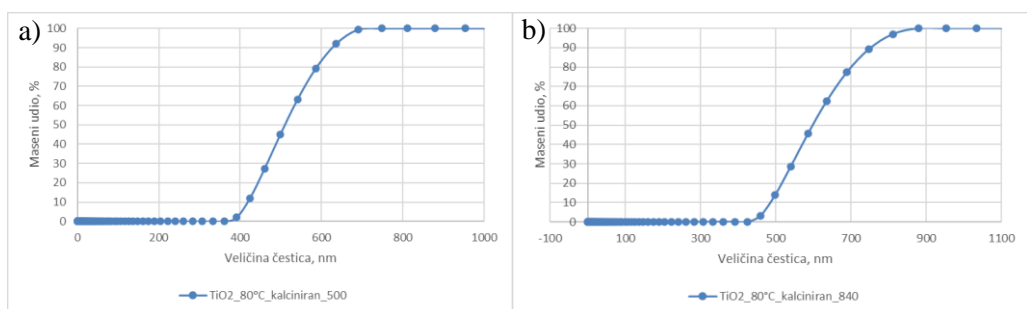 a)
Maseni udio, %
100
90
80
70
60
50
40
30
20
10
0
0 200 400 600 800 1000
Veličina čestica, nm
TiO2_80°C_kalciniran_500
b)
Maseni udio, %
100
90
80
70
60
50
40
30
20
10
0
-100 100 300 500 700 900 1100
Veličina čestica, nm
TiO2_80°C_kalciniran_840